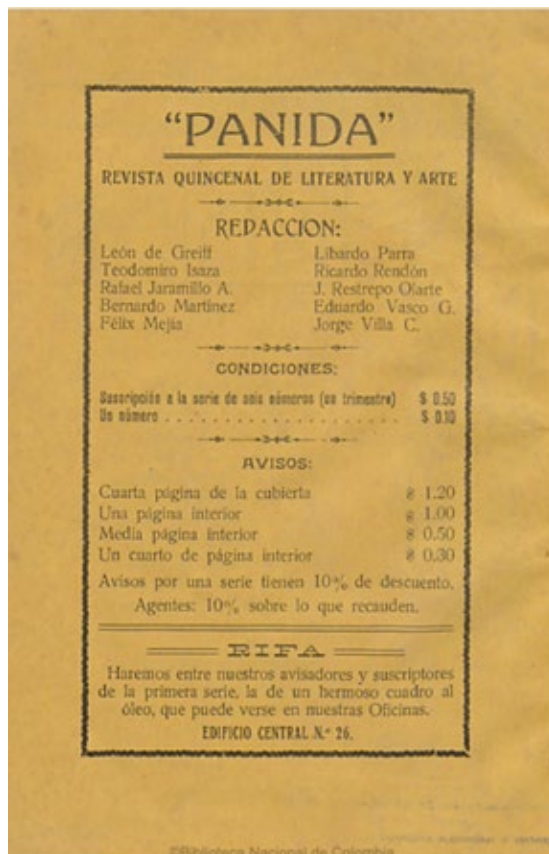 "PANIDA"
REVISTA QUINCENAL DE LITERATURA Y ARTE
REDACCION:
León de Greiff Libardo Parra
Teodomiro Isaza Ricardo Rendón
Rafael Jaramillo A. J. Restrepo Olarte
Bernardo Martínez Eduardo Vasco G.
Félix Mejía Jorge Villa C.
CONDICIONES:
Suscripción a la serie de seis números (un trimestre) $ 0.50
Un número . . . . . . . . . . . . . . . . . . . . $ 0.10
AVISOS:
Cuarta página de la cubierta $ 1.20
Una página interior $ 1.00
Media página interior $ 0.50
Un cuarto de página interior $ 0.30
Avisos por una serie tienen 10% de descuento.
Agentes: 10% sobre lo que recauden.
RIFA
Haremos entre nuestros avisadores y suscriptores
de la primera serie, la de un hermoso cuadro al
óleo, que puede verse en nuestras Oficinas.
EDIFICIO CENTRAL N.º 26.
©Biblioteca Nacional de Colombia